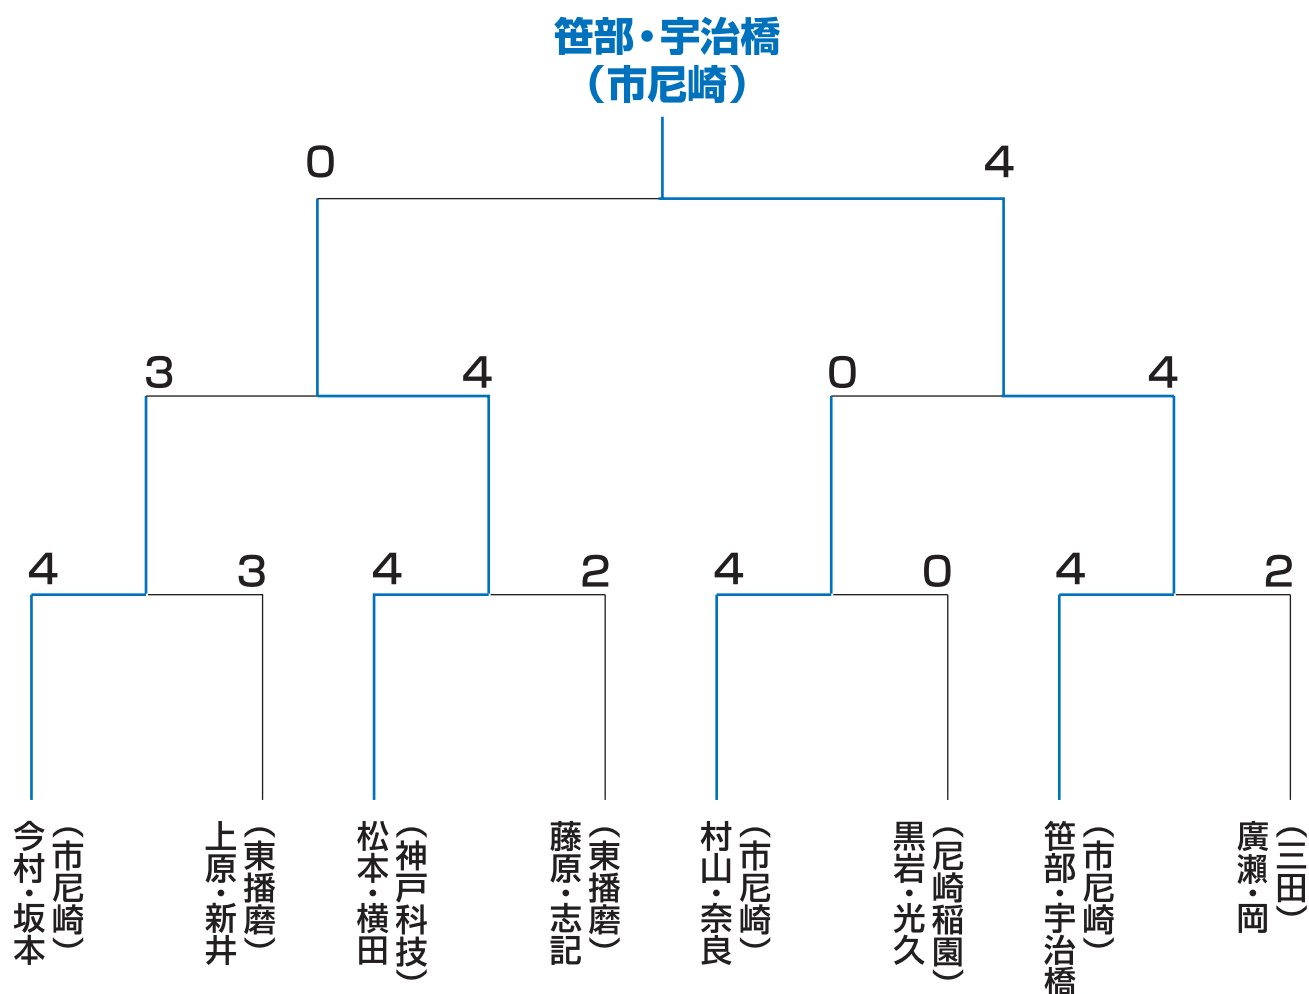 笹部・宇治橋
（市尼崎）
0
4
3
4
0
4
4
3
4
2
4
0
4
2
今村・坂本
（市尼崎）
上原・新井
（東播磨）
松本・横田
（神戸科技）
藤原・志記
（東播磨）
村山・奈良
（市尼崎）
黒岩・光久
（尼崎稲園）
笹部・宇治橋
（市尼崎）
廣瀨・岡
（三田）